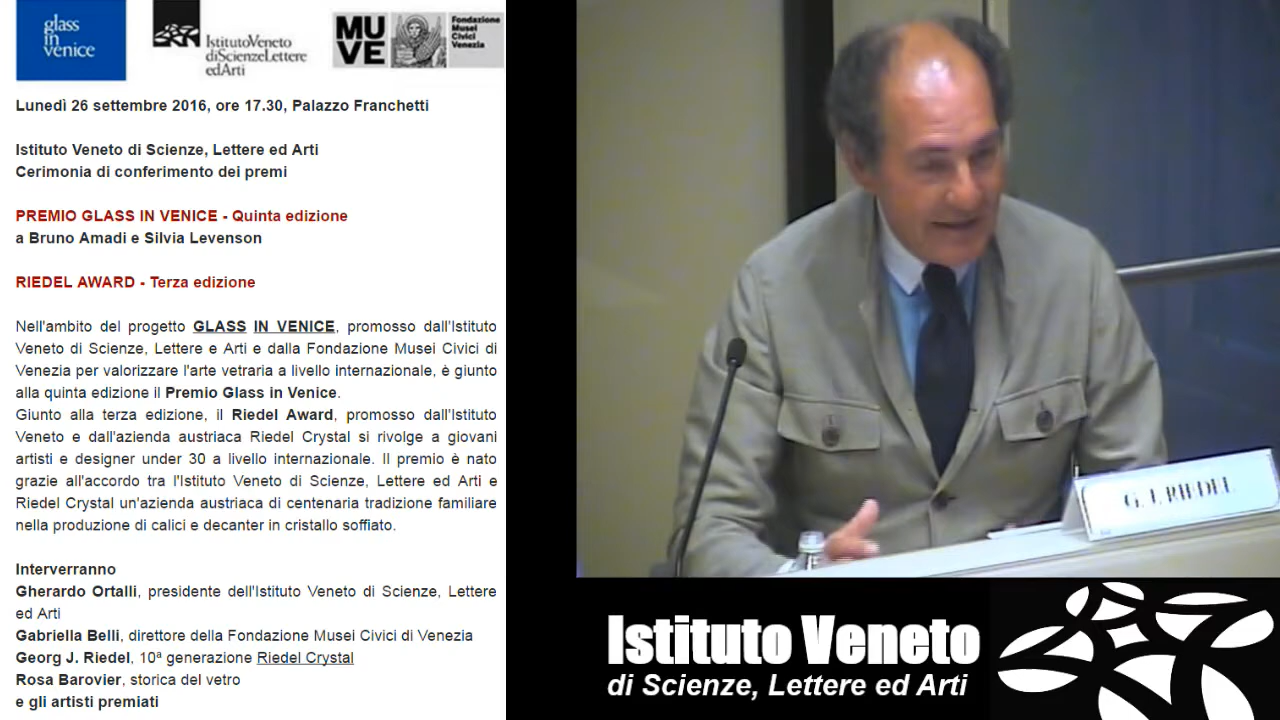 glass
in
venice
IstitutoVeneto
diScienzeLettere
edArti
MU
VE
Fondazione
Musei
Civici
Venezia
Lunedì 26 settembre 2016, ore 17.30, Palazzo Franchetti
Istituto Veneto di Scienze, Lettere ed Arti
Cerimonia di conferimento dei premi
PREMIO GLASS IN VENICE - Quinta edizione
a Bruno Amadi e Silvia Levenson
RIEDEL AWARD - Terza edizione
Nell'ambito del progetto GLASS IN VENICE, promosso dall'Istituto
Veneto di Scienze, Lettere e Arti e dalla Fondazione Musei Civici di
Venezia per valorizzare l'arte vetraria a livello internazionale, è giunto
alla quinta edizione il Premio Glass in Venice.
Giunto alla terza edizione, il Riedel Award, promosso dall'Istituto
Veneto e dall'azienda austriaca Riedel Crystal si rivolge a giovani
artisti e designer under 30 a livello internazionale. Il premio è nato
grazie all'accordo tra l'Istituto Veneto di Scienze, Lettere ed Arti e
Riedel Crystal un'azienda austriaca di centenaria tradizione familiare
nella produzione di calici e decanter in cristallo soffiato.
Interverranno
Gherardo Ortalli, presidente dell'Istituto Veneto di Scienze, Lettere
ed Arti
Gabriella Belli, direttore della Fondazione Musei Civici di Venezia
Georg J. Riedel, 10ª generazione Riedel Crystal
Rosa Barovier, storica del vetro
e gli artisti premiati
G. J. RIEDEL
Istituto Veneto
di Scienze, Lettere ed Arti